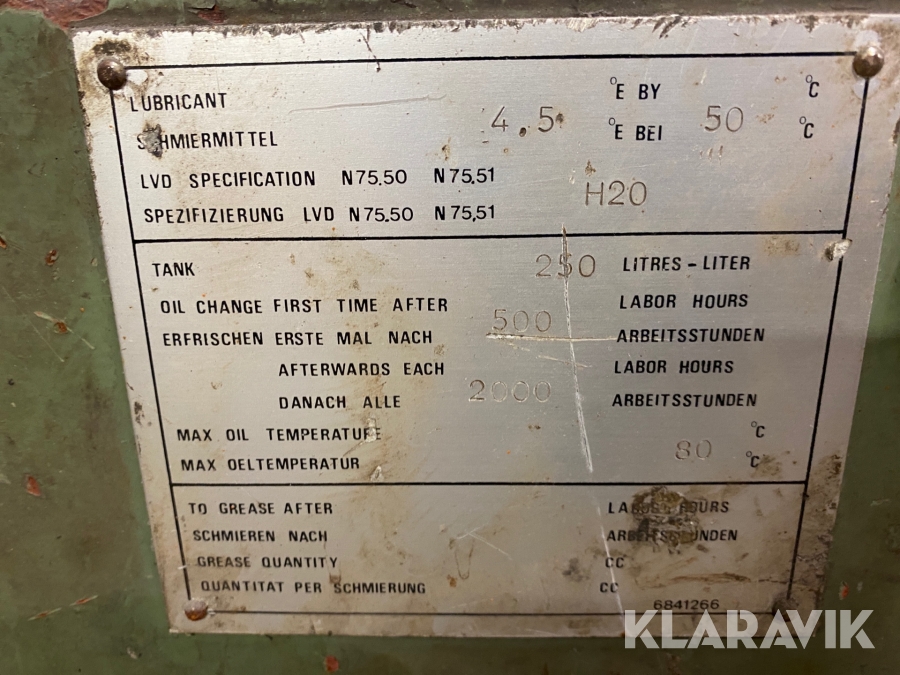 LUBRICANT °E BY °C
SCHMIERMITTEL 4.5 °E BEI 50 °C
LVD SPECIFICATION N75.50 N75.51
H20
SPEZIFIZIERUNG LVD N75.50 N75.51
TANK 250 LITRES - LITER
OIL CHANGE FIRST TIME AFTER LABOR HOURS
500
ERFRISCHEN ERSTE MAL NACH ARBEITSSTUNDEN
AFTERWARDS EACH LABOR HOURS
2000
DANACH ALLE ARBEITSSTUNDEN
MAX OIL TEMPERATURE °C
80
MAX OELTEMPERATUR °C
TO GREASE AFTER LABOR HOURS
SCHMIEREN NACH ARBEITSSTUNDEN
GREASE QUANTITY CC
QUANTITAT PER SCHMIERUNG CC
6841266
KLARAVIK